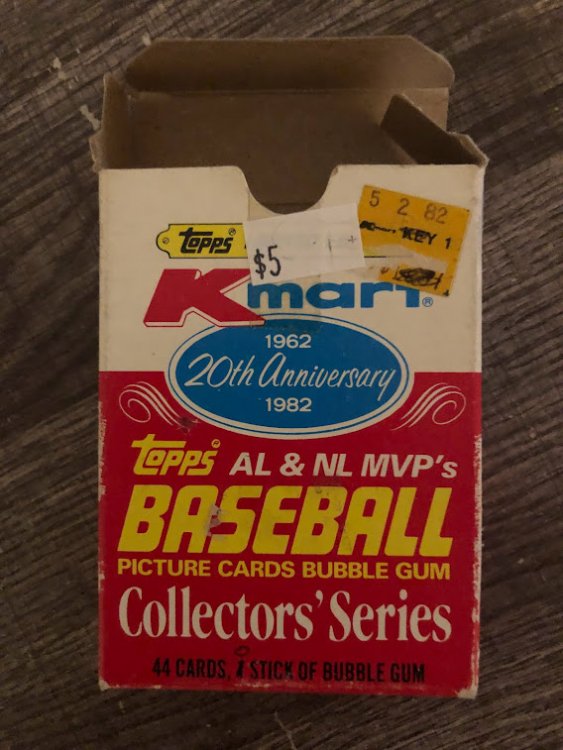 5 2 82
KEY 1
Topps®
$5
Kmart®
1962
20th Anniversary
1982
Topps® AL & NL MVP's
BASEBALL
PICTURE CARDS BUBBLE GUM
Collectors' Series
44 CARDS, STICK OF BUBBLE GUM